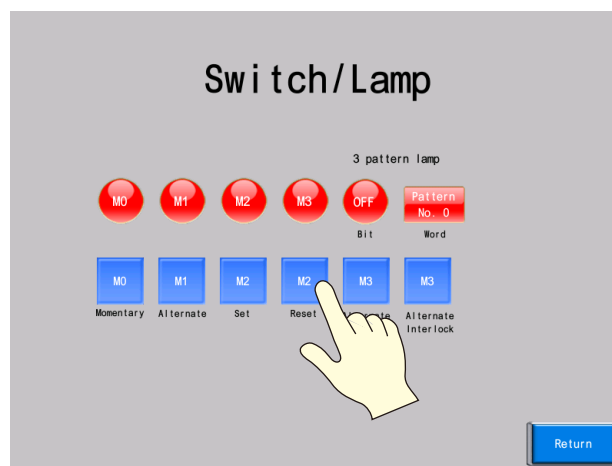 Switch/Lamp
3 pattern lamp
M0 M1 M2 M3 OFF Pattern
No. 0
Bit Word
M0 M1 M2 M2 M3 M3
Momentary Alternate Set Reset Alternate
Interlock
Return